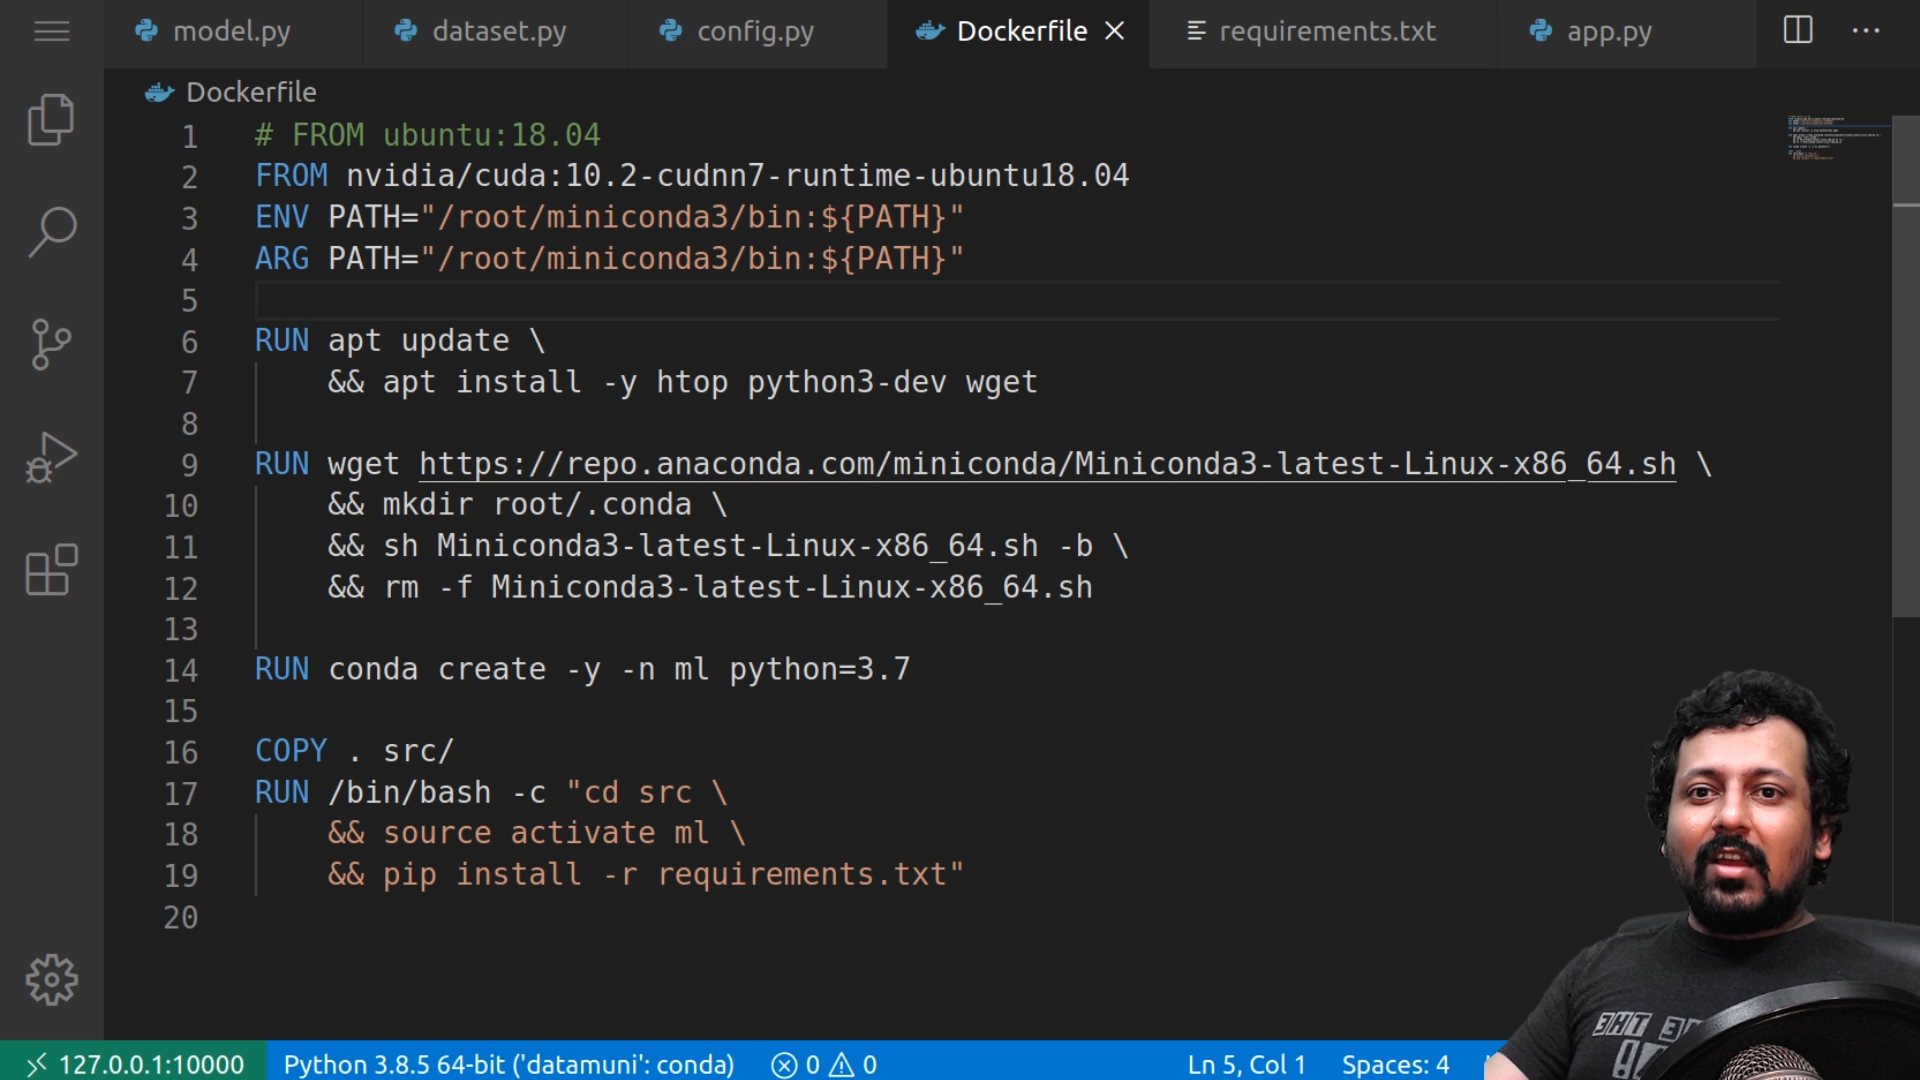 model.py dataset.py config.py Dockerfile requirements.txt app.py
Dockerfile
1 # FROM ubuntu:18.04
2 FROM nvidia/cuda:10.2-cudnn7-runtime-ubuntu18.04
3 ENV PATH="/root/miniconda3/bin:${PATH}"
4 ARG PATH="/root/miniconda3/bin:${PATH}"
5
6 RUN apt update \
7 && apt install -y htop python3-dev wget
8
9 RUN wget https://repo.anaconda.com/miniconda/Miniconda3-latest-Linux-x86_64.sh \
10 && mkdir root/.conda \
11 && sh Miniconda3-latest-Linux-x86_64.sh -b \
12 && rm -f Miniconda3-latest-Linux-x86_64.sh
13
14 RUN conda create -y -n ml python=3.7
15
16 COPY . src/
17 RUN /bin/bash -c "cd src \
18 && source activate ml \
19 && pip install -r requirements.txt"
20
127.0.0.1:10000 Python 3.8.5 64-bit ('datamuni': conda) 0 0 Ln 5, Col 1 Spaces: 4